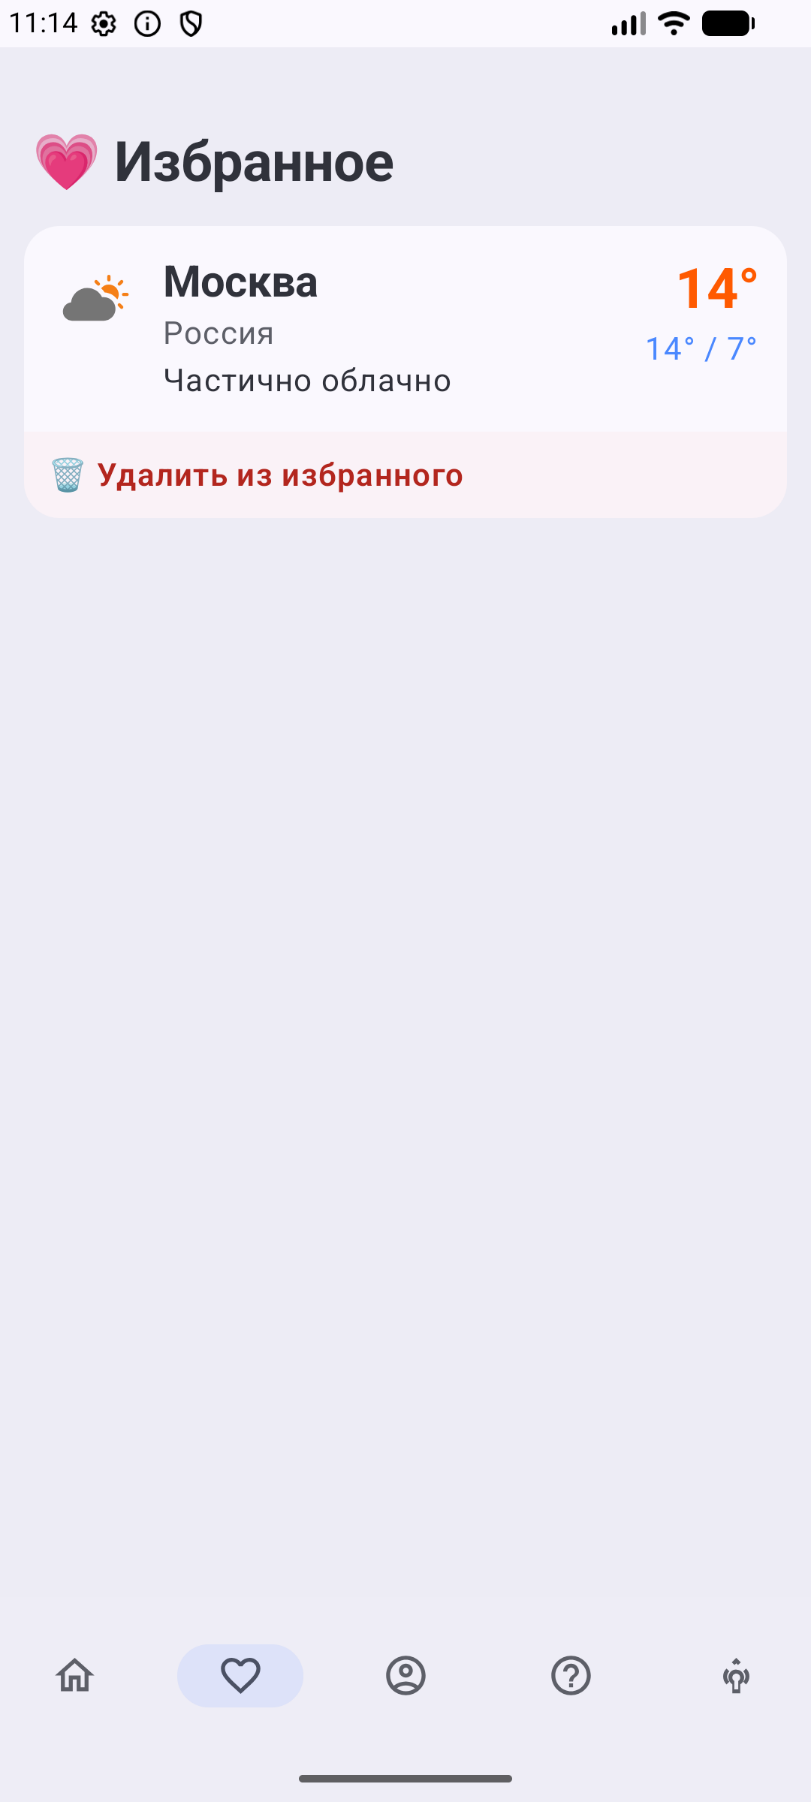 11:14
Избранное
Москва
14°
Россия
14° / 7°
Частично облачно
Удалить из избранного